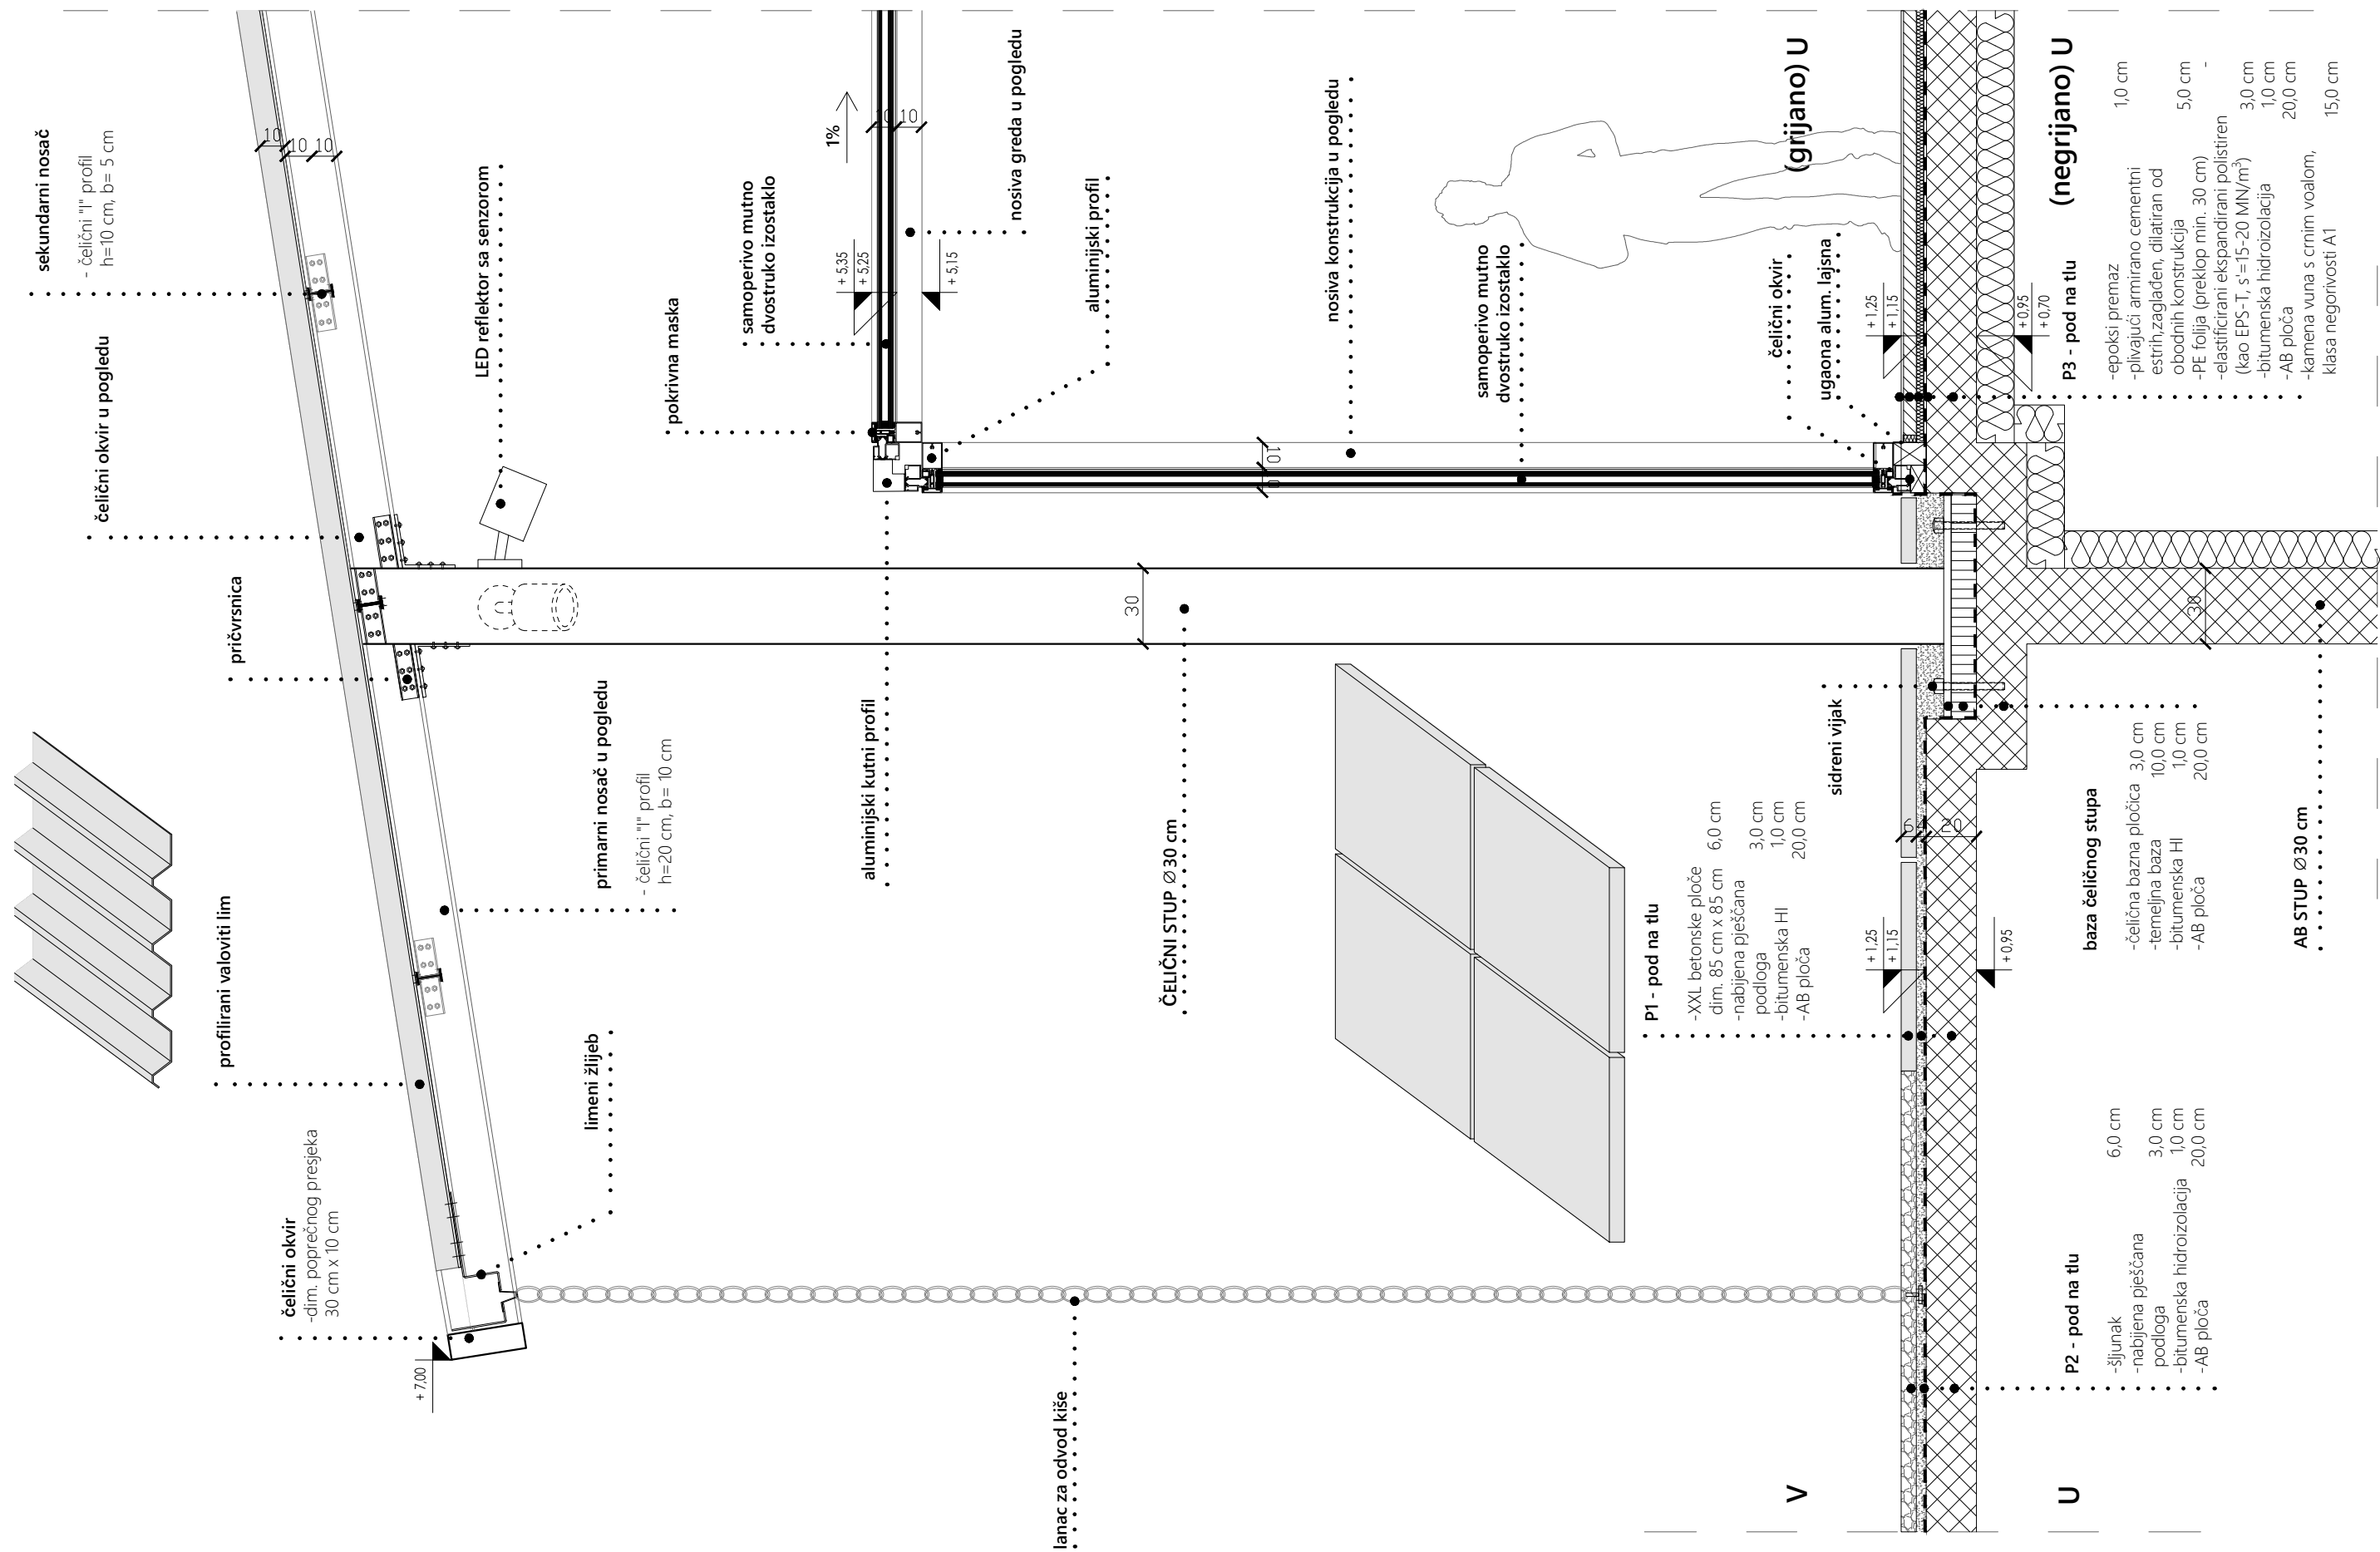 sekundarni nosač
- čelični "I" profil
h=10 cm, b= 5 cm
čelični okvir u pogledu
pričvrsnica
profilirani valoviti lim
čelični okvir
-dim. poprečnog presjeka
30 cm x 10 cm
+ 7,00
10
10
10
LED reflektor sa senzorom
primarni nosač u pogledu
- čelični "I" profil
h=20 cm, b= 10 cm
limeni žlijeb
pokrivna maska
samoperivo mutno
dvostruko izostaklo
1%
10
10
+ 5,35
+ 5,25
+ 5,15
nosiva greda u pogledu
aluminijski profil
aluminijski kutni profil
ČELIČNI STUP ∅30 cm
30
lanac za odvod kiše
nosiva konstrukcija u pogledu
10
samoperivo mutno
dvostruko izostaklo
čelični okvir
ugaona alum. lajsna
(grijano) U
V
sidreni vijak
P1 - pod na tlu
-XXL betonske ploče
dim. 85 cm x 85 cm 6,0 cm
-nabijena pješčana
podloga 3,0 cm
-bitumenska HI 1,0 cm
-AB ploča 20,0 cm
+ 1,25
+ 1,15
+ 0,95
6
20
+ 1,25
+ 1,15
+ 0,95
+ 0,70
U
(negrijano) U
P2 - pod na tlu
-šljunak 6,0 cm
-nabijena pješčana
podloga 3,0 cm
-bitumenska hidroizolacija 1,0 cm
-AB ploča 20,0 cm
baza čeličnog stupa
-čelična bazna pločica 3,0 cm
-temeljna baza 10,0 cm
-bitumenska HI 1,0 cm
-AB ploča 20,0 cm
30
AB STUP ∅30 cm
P3 - pod na tlu
-epoksi premaz 1,0 cm
-plivajući armirano cementni
estrih,zaglađen, dilatiran od
obodnih konstrukcija 5,0 cm
-PE folija (preklop min. 30 cm) -
-elastificirani ekspandirani polistiren
(kao EPS-T, s'=15-20 MN/m³) 3,0 cm
-bitumenska hidroizolacija 1,0 cm
-AB ploča 20,0 cm
-kamena vuna s crnim voalom,
klasa negorivosti A1 15,0 cm